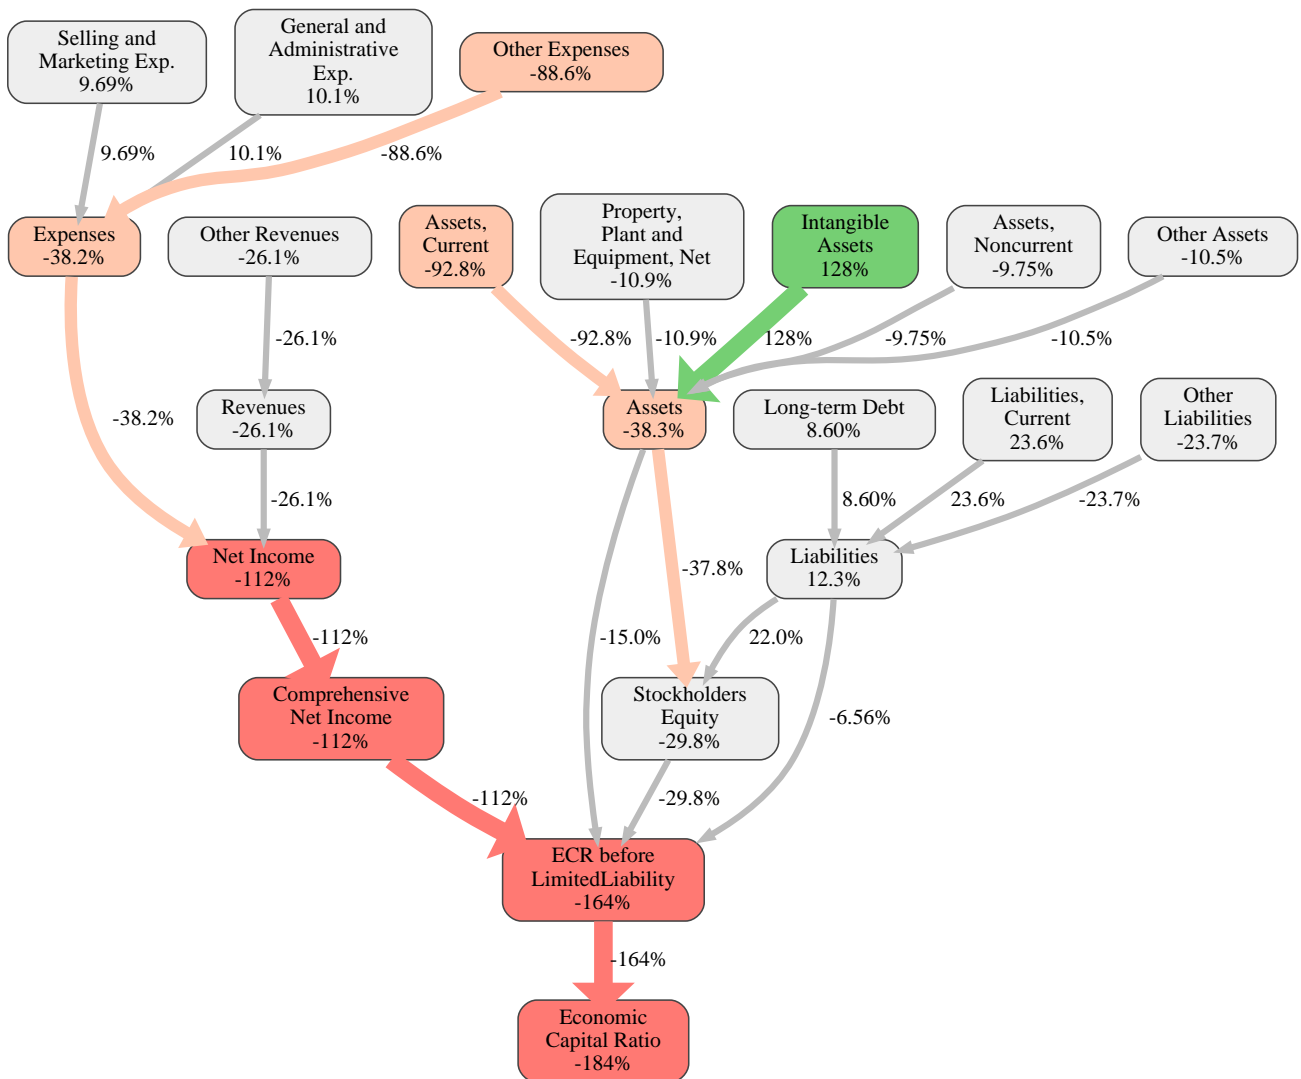 Selling and
Marketing Exp.
9.69%
General and
Administrative
Exp.
10.1%
Other Expenses
-88.6%
9.69%
10.1%
-88.6%
Expenses
-38.2%
Other Revenues
-26.1%
Assets,
Current
-92.8%
Property,
Plant and
Equipment, Net
-10.9%
Intangible
Assets
128%
Assets,
Noncurrent
-9.75%
Other Assets
-10.5%
-26.1%
-92.8%
-10.9%
128%
-9.75%
-10.5%
-38.2%
Revenues
-26.1%
Assets
-38.3%
Long-term Debt
8.60%
Liabilities,
Current
23.6%
Other
Liabilities
-23.7%
-26.1%
8.60%
23.6%
-23.7%
Net Income
-112%
-37.8%
Liabilities
12.3%
-112%
-15.0%
22.0%
Comprehensive
Net Income
-112%
Stockholders
Equity
-29.8%
-6.56%
-112%
-29.8%
ECR before
LimitedLiability
-164%
-164%
Economic
Capital Ratio
-184%